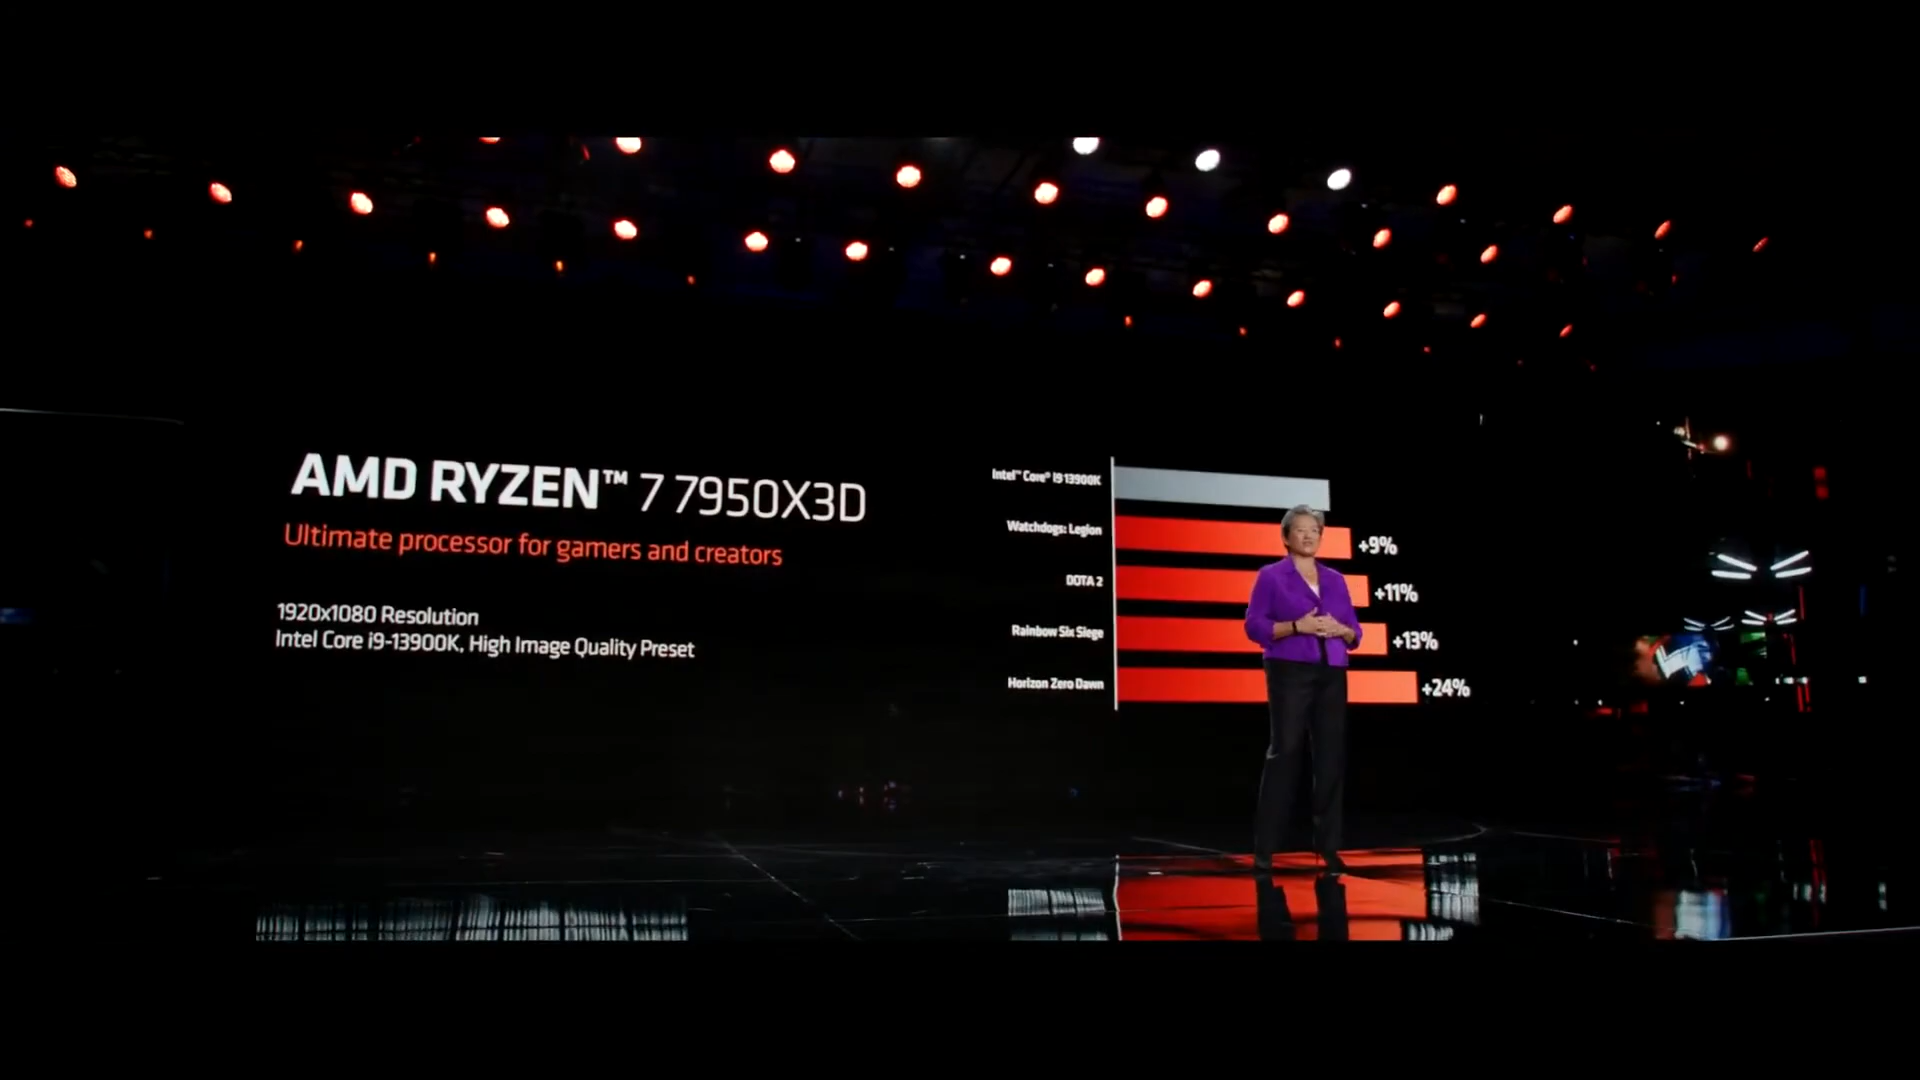 AMD RYZEN™ 7 7950X3D
Ultimate processor for gamers and creators
1920x1080 Resolution
Intel Core i9-13900K, High Image Quality Preset
Intel™ Core® i9 13900K
Watchdogs: Legion
+9%
DOTA 2
+11%
Rainbow Six Siege
+13%
Horizon Zero Dawn
+24%